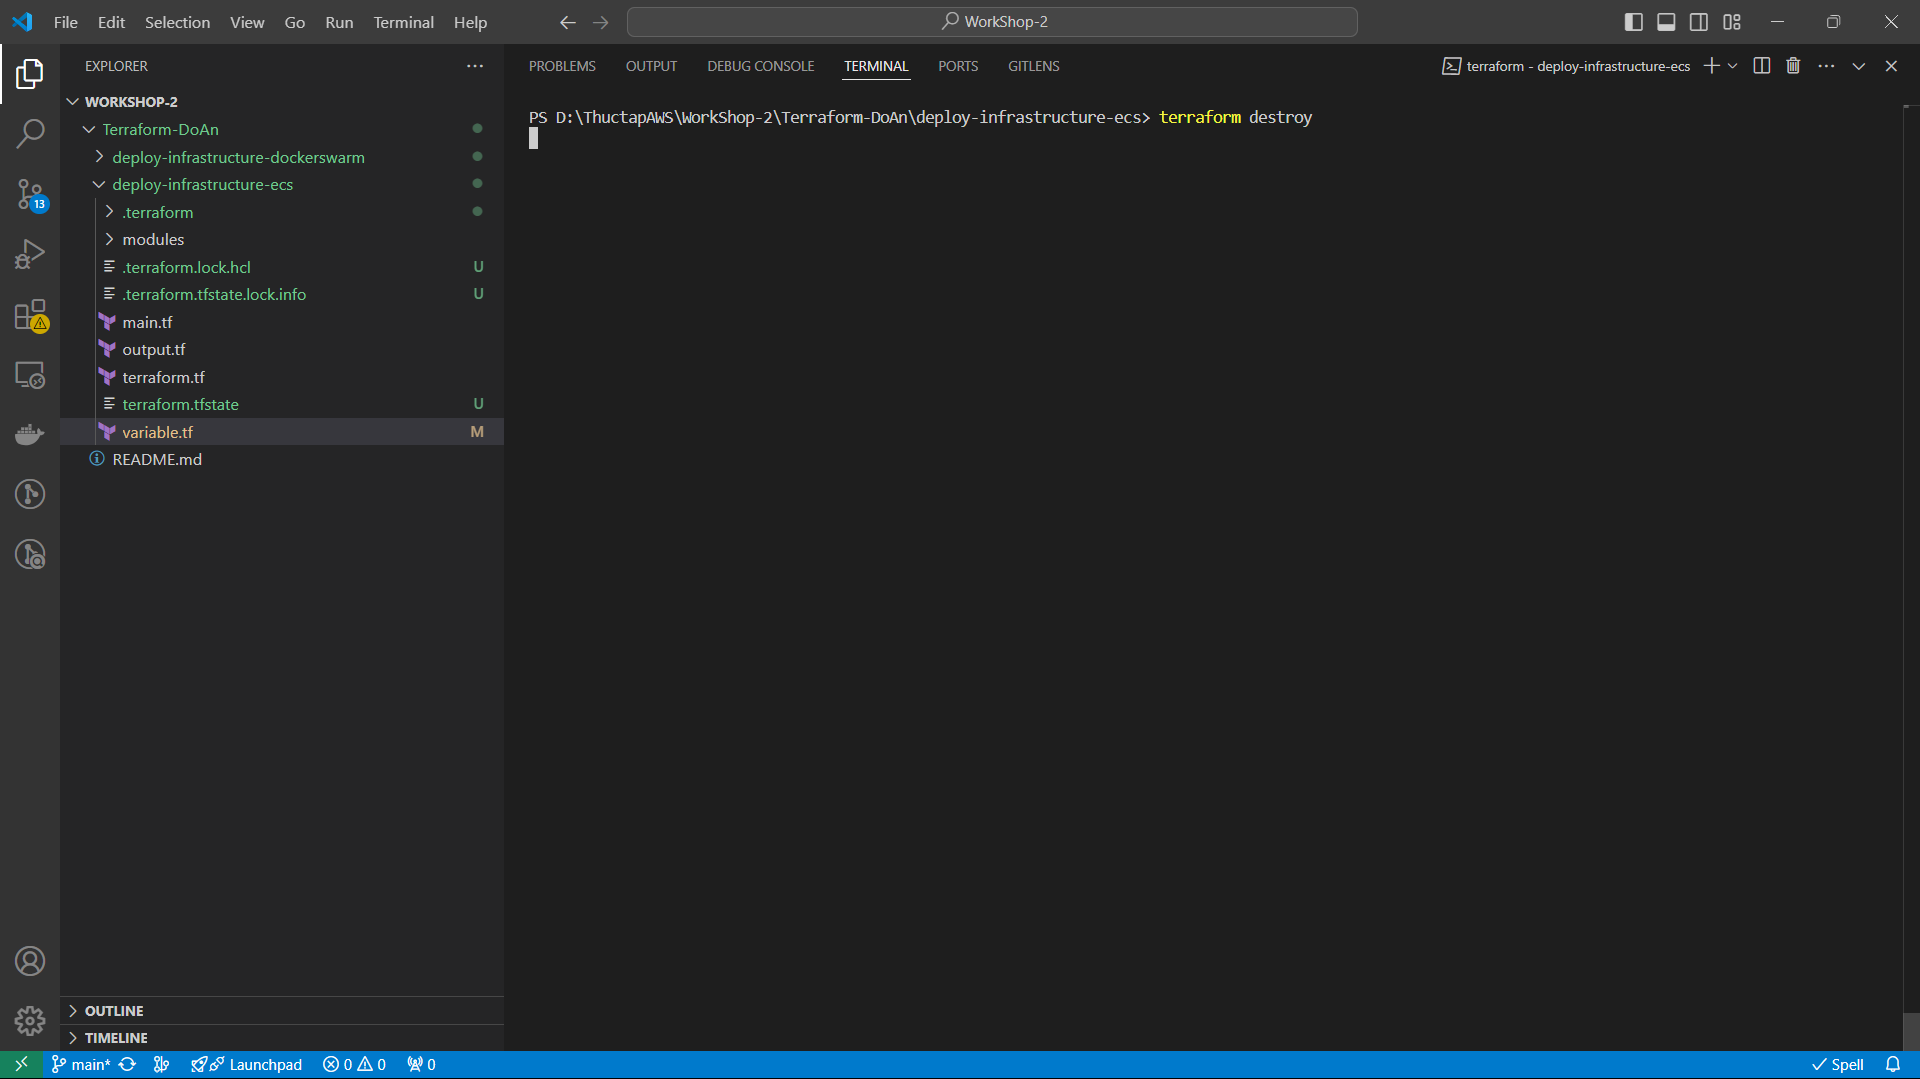 File Edit Selection View Go Run Terminal Help
WorkShop-2
EXPLORER
WORKSHOP-2
Terraform-DoAn
deploy-infrastructure-dockerswarm
deploy-infrastructure-ecs
.terraform
modules
.terraform.lock.hcl U
.terraform.tfstate.lock.info U
main.tf
output.tf
terraform.tf
terraform.tfstate U
variable.tf M
README.md
13
OUTLINE
TIMELINE
PROBLEMS OUTPUT DEBUG CONSOLE TERMINAL PORTS GITLENS
terraform - deploy-infrastructure-ecs
PS D:\ThuctapAWS\WorkShop-2\Terraform-DoAn\deploy-infrastructure-ecs> terraform destroy
main* Launchpad 0 0 0 Spell